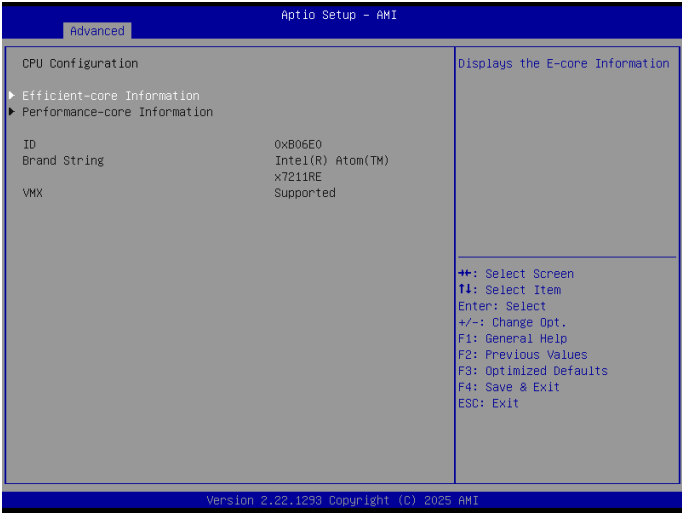 Aptio Setup – AMI
Advanced
CPU Configuration
Efficient-core Information
Performance-core Information
ID 0xB06E0
Brand String Intel(R) Atom(TM)
x7211RE
VMX Supported
Displays the E-core Information
→←: Select Screen
↑↓: Select Item
Enter: Select
+/-: Change Opt.
F1: General Help
F2: Previous Values
F3: Optimized Defaults
F4: Save & Exit
ESC: Exit
Version 2.22.1293 Copyright (C) 2025 AMI